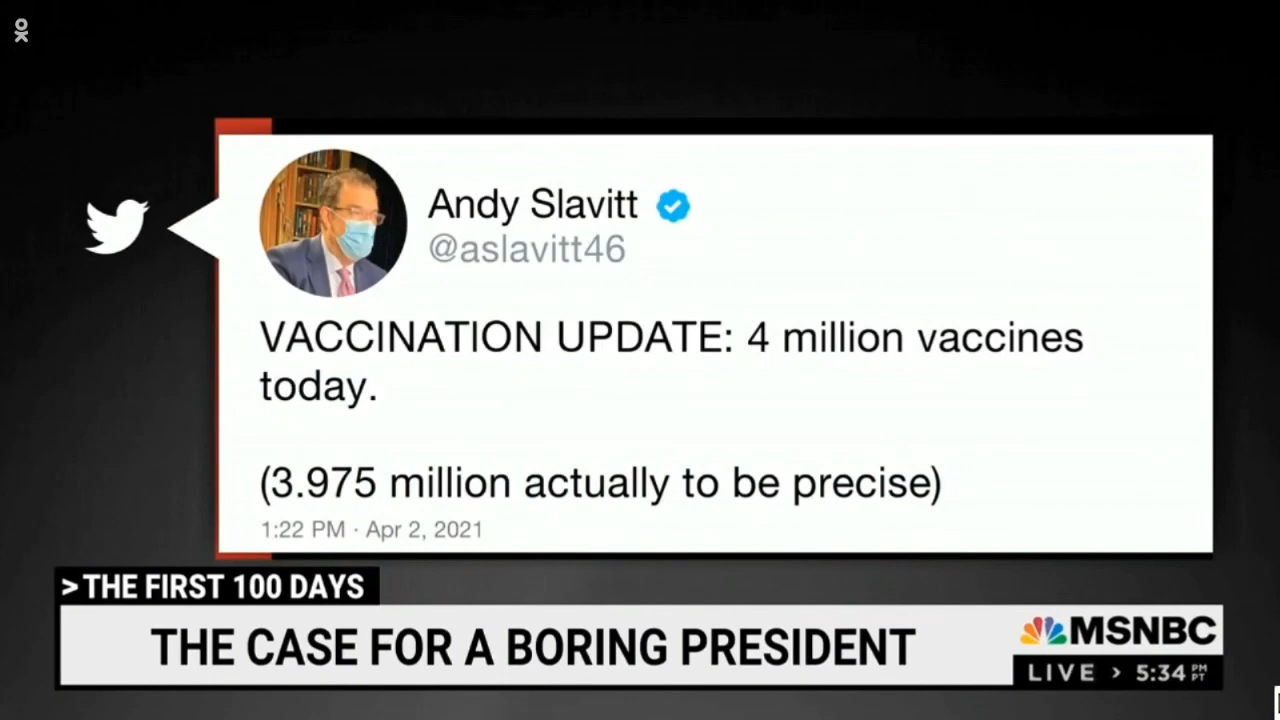 Andy Slavitt
@aslavitt46
VACCINATION UPDATE: 4 million vaccines
today.
(3.975 million actually to be precise)
1:22 PM · Apr 2, 2021
>THE FIRST 100 DAYS
THE CASE FOR A BORING PRESIDENT
MSNBC
LIVE > 5:34 PM PT